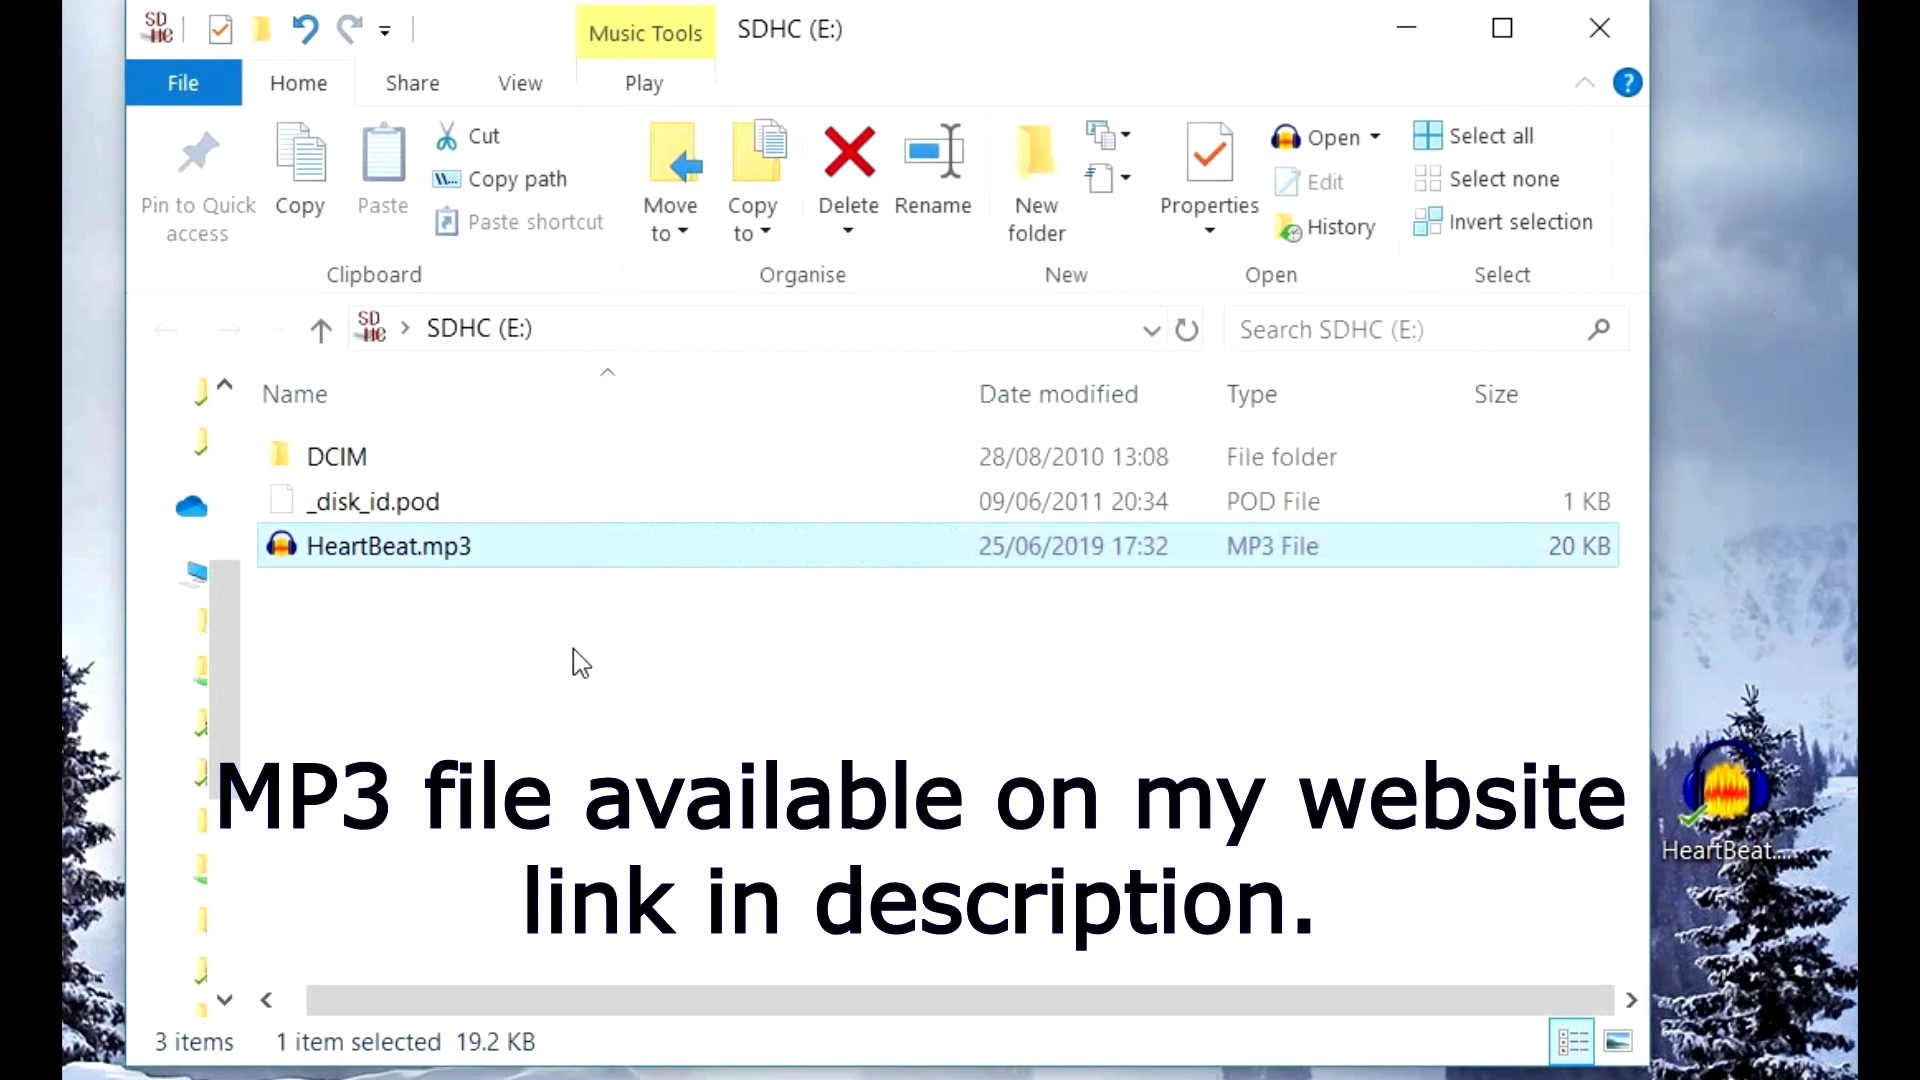 SD HC SDHC (E:)
Music Tools
File Home Share View Play
Pin to Quick access
Copy
Paste
Cut
Copy path
Paste shortcut
Clipboard
Move to
Copy to
Delete
Rename
Organise
New folder
New
Properties
Open
Edit
History
Open
Select all
Select none
Invert selection
Select
SD HC SDHC (E:)
Search SDHC (E:)
Name Date modified Type Size
DCIM 28/08/2010 13:08 File folder
_disk_id.pod 09/06/2011 20:34 POD File 1 KB
HeartBeat.mp3 25/06/2019 17:32 MP3 File 20 KB
MP3 file available on my website
link in description.
HeartBeat....
3 items 1 item selected 19.2 KB